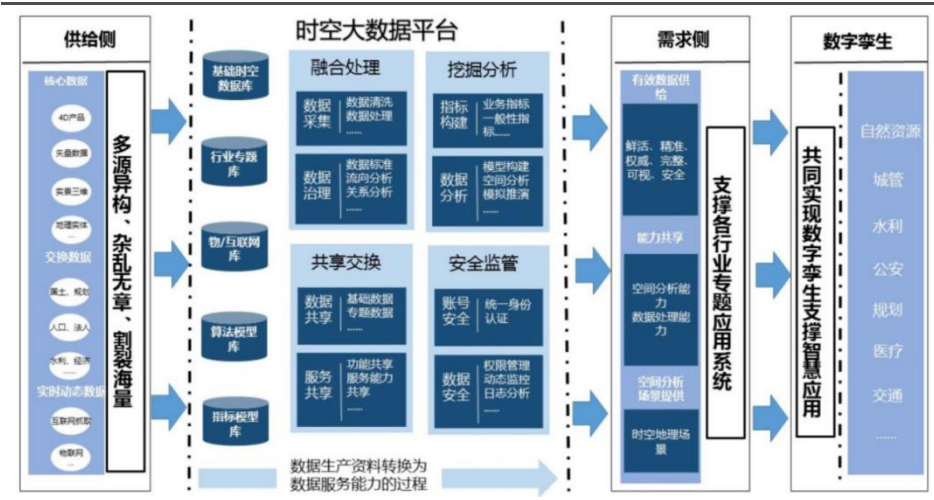 供给侧
核心数据
4D产品
矢量数据
实景三维
地理实体
...
交换数据
国土、规划
人口、法人
水利、经济
......
实时动态数据
互联网抓取
物联网
...
多源异构、杂乱无章、割裂海量
时空大数据平台
基础时空
数据库
行业专题
库
物/互联网
库
算法模型
库
指标模型
库
融合处理
数据
采集
数据清洗
数据处理
......
数据
治理
数据标准
流向分析
关系分析
......
挖掘分析
指标
构建
业务指标
一般性指
标......
数据
分析
模型构建
空间分析
模拟推演
......
共享交换
数据
共享
基础数据
专题数据
......
服务
共享
功能共享
服务能力
共享
......
安全监管
账号
安全
统一身份
认证
数据
安全
权限管理
动态监控
日志分析
......
数据生产资料转换为
数据服务能力的过程
需求侧
有效数据供
给
鲜活、精准、
权威、完整、
可视、安全
能力共享
空间分析能
力
数据处理能
力
空间分析
场景提供
时空地理场
景
支撑各行业专题应用系统
数字孪生
共同实现数字孪生支撑智慧应用
自然资源
城管
水利
公安
规划
医疗
交通
......